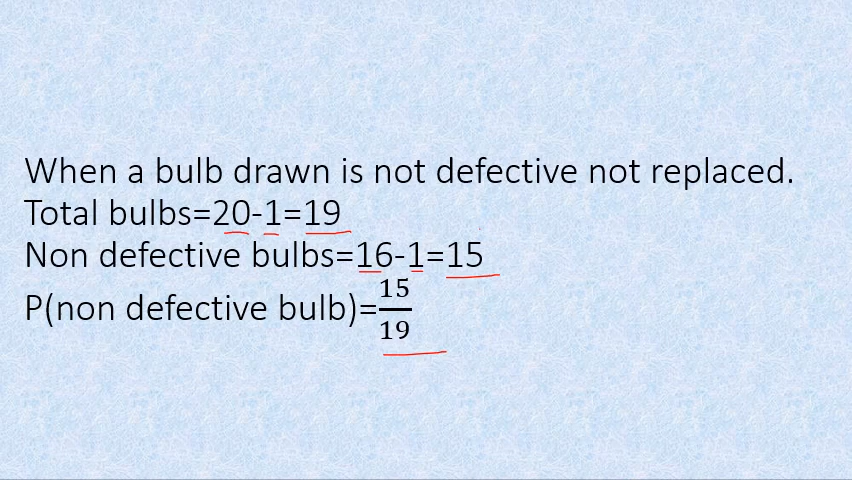 When a bulb drawn is not defective not replaced.
Total bulbs=20-1=19
Non defective bulbs=16-1=15
P(non defective bulb)=15/19